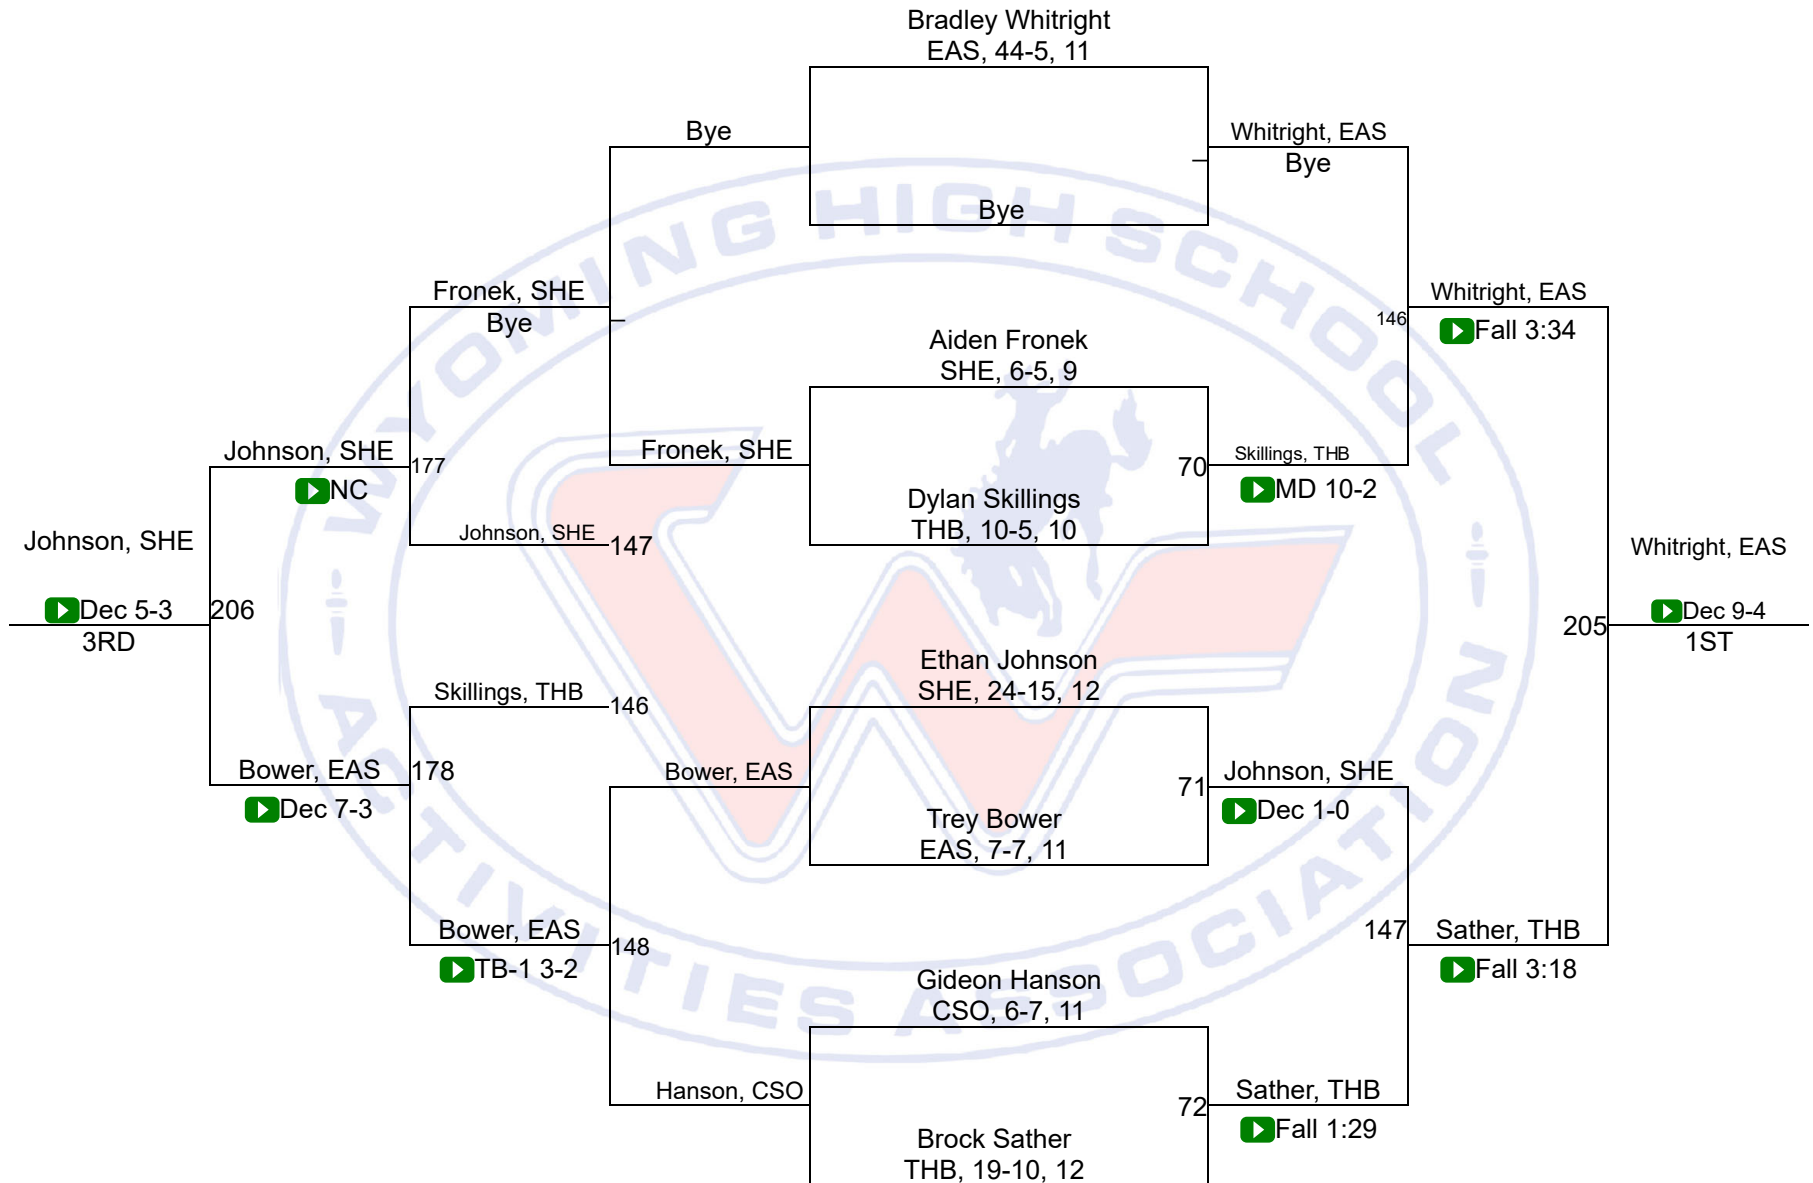 Bradley Whitright
EAS, 44-5, 11
Bye
Whitright, EAS
Bye
Bye
WYOMING HIGH SCHOOL
ACTIVITIES ASSOCIATION
Fronek, SHE
Bye
Whitright, EAS
146
Fall 3:34
Aiden Fronek
SHE, 6-5, 9
Johnson, SHE
177
NC
Fronek, SHE
70
Skillings, THB
MD 10-2
Dylan Skillings
THB, 10-5, 10
Johnson, SHE
Johnson, SHE
147
Whitright, EAS
Dec 5-3
206
3RD
205
Dec 9-4
1ST
Ethan Johnson
SHE, 24-15, 12
Skillings, THB
146
Bower, EAS
178
Dec 7-3
Bower, EAS
71
Johnson, SHE
Dec 1-0
Trey Bower
EAS, 7-7, 11
Bower, EAS
148
TB-1 3-2
147
Sather, THB
Fall 3:18
Gideon Hanson
CSO, 6-7, 11
Hanson, CSO
72
Sather, THB
Fall 1:29
Brock Sather
THB, 19-10, 12